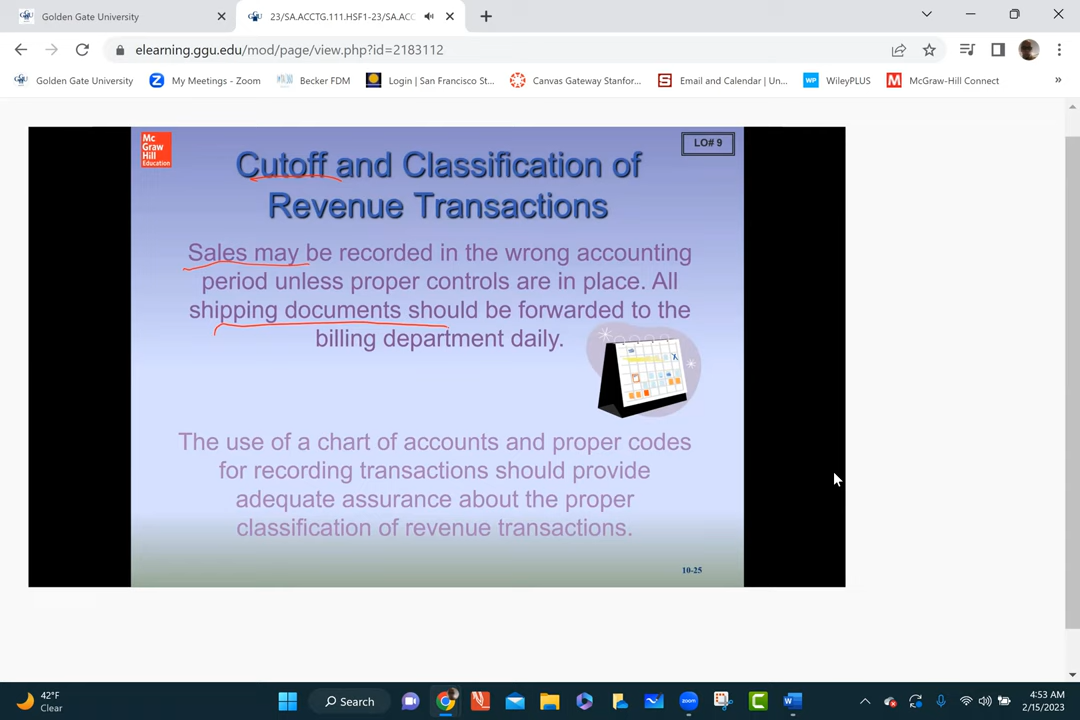 Golden Gate University
23/SA.ACCTG.111.HSF1-23/SA.ACC
elearning.ggu.edu/mod/page/view.php?id=2183112
Golden Gate University
My Meetings - Zoom
Becker FDM
Login | San Francisco St...
Canvas Gateway Stanfor...
Email and Calendar | Un...
WP
WileyPLUS
M
McGraw-Hill Connect
»
Mc
Graw
Hill
Education
LO# 9
Cutoff and Classification of
Revenue Transactions
Sales may be recorded in the wrong accounting
period unless proper controls are in place. All
shipping documents should be forwarded to the
billing department daily.
The use of a chart of accounts and proper codes
for recording transactions should provide
adequate assurance about the proper
classification of revenue transactions.
10-25
42°F
Clear
Search
zoom
4:53 AM
2/15/2023